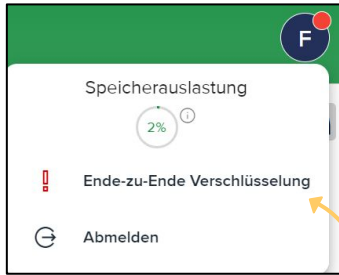 F
Speicherauslastung
2%
Ende-zu-Ende Verschlüsselung
Abmelden